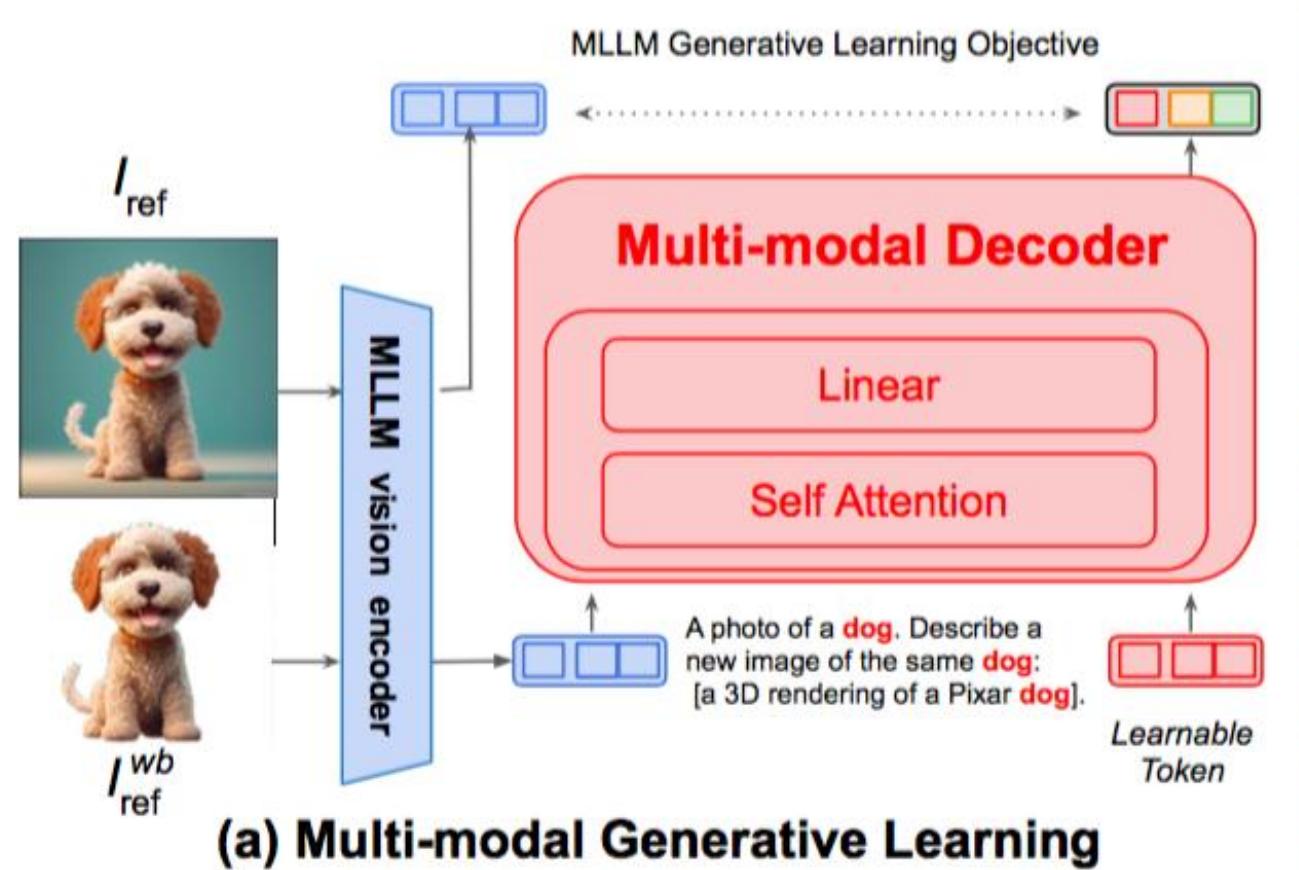 MLLM Generative Learning Objective
I ref
Multi-modal Decoder
Linear
Self Attention
MLLM vision encoder
A photo of a dog. Describe a
new image of the same dog:
[a 3D rendering of a Pixar dog].
Learnable
Token
I wb ref
(a) Multi-modal Generative Learning